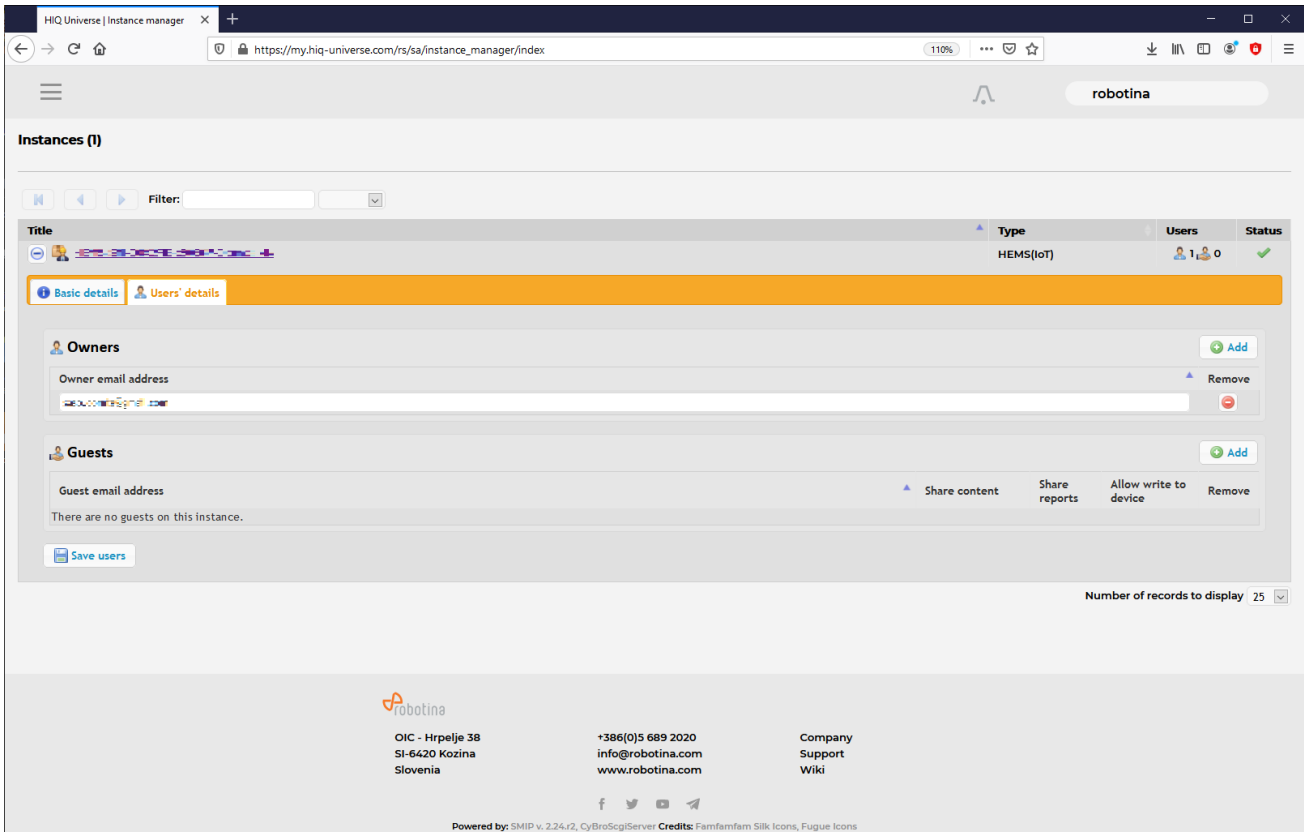 HIQ Universe | Instance manager
https://my.hiq-universe.com/rs/sa/instance_manager/index
110%
robotina
Instances (1)
Filter:
Title Type Users Status
HEMS(IoT) 1 0
Basic details Users' details
Owners Add
Owner email address Remove
Guests Add
Guest email address Share content Share reports Allow write to device Remove
There are no guests on this instance.
Save users
Number of records to display 25
robotina
OIC - Hrpelje 38 +386(0)5 689 2020 Company
SI-6420 Kozina info@robotina.com Support
Slovenia www.robotina.com Wiki
Powered by: SMIP v. 2.24.r2, CyBroScgiServer Credits: Famfamfam Silk Icons, Fugue Icons